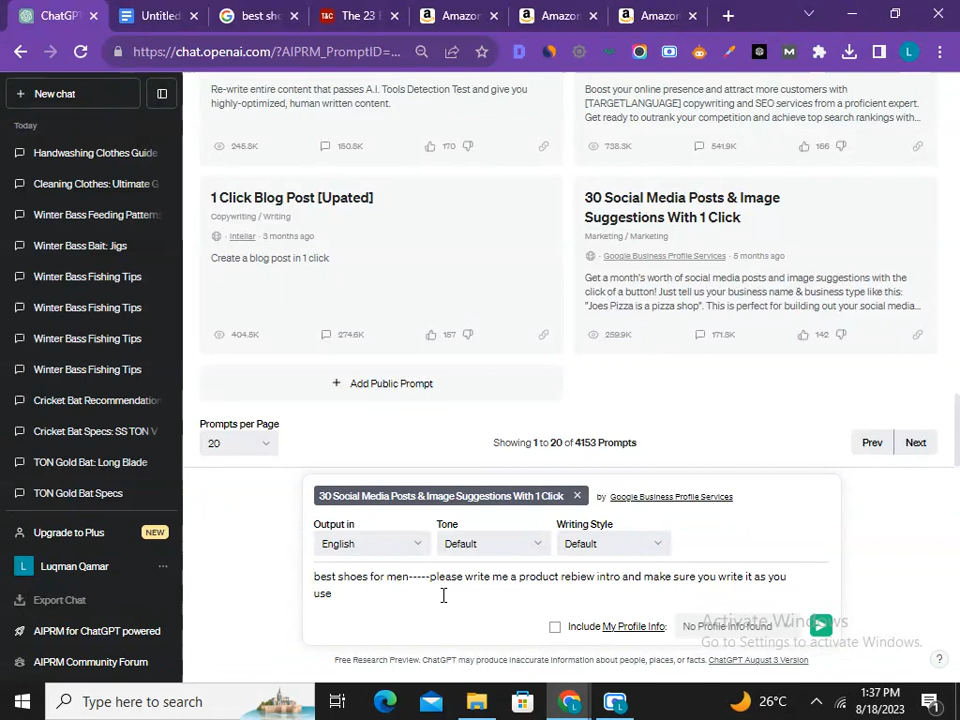 ChatGPT
Untitled
best sho
The 23 E
Amazor
Amazor
Amazor
https://chat.openai.com/?AIPRM_PromptID=...
New chat
Today
Handwashing Clothes Guide
Cleaning Clothes: Ultimate G
Winter Bass Feeding Pattern
Winter Bass Bait: Jigs
Winter Bass Fishing Tips
Winter Bass Fishing Tips
Winter Bass Fishing Tips
Winter Bass Fishing Tips
Cricket Bat Recommendation
Cricket Bat Specs: SS TON V
TON Gold Bat: Long Blade
TON Gold Bat Specs
Upgrade to Plus NEW
Luqman Qamar
Export Chat
AIPRM for ChatGPT powered
AIPRM Community Forum
Re-write entire content that passes A.I. Tools Detection Test and give you
highly-optimized, human written content.
245.8K 150.8K 170
Boost your online presence and attract more customers with
[TARGETLANGUAGE] copywriting and SEO services from a proficient expert.
Get ready to outrank your competition and achieve top search rankings with...
738.3K 541.9K 166
1 Click Blog Post [Upated]
Copywriting / Writing
· Intellar · 3 months ago
Create a blog post in 1 click
404.5K 274.6K 157
30 Social Media Posts & Image
Suggestions With 1 Click
Marketing / Marketing
· Google Business Profile Services · 5 months ago
Get a month's worth of social media posts and image suggestions with the
click of a button! Just tell us your business name & business type like this:
"Joes Pizza is a pizza shop". This is perfect for building out your social media...
259.9K 171.8K 142
+ Add Public Prompt
Prompts per Page
20
Showing 1 to 20 of 4153 Prompts
Prev Next
30 Social Media Posts & Image Suggestions With 1 Click × by Google Business Profile Services
Output in Tone Writing Style
English Default Default
best shoes for men-----please write me a product rebiew intro and make sure you write it as you
use
Include My Profile Info: No Profile Info found
Activate Windows
Go to Settings to activate Windows.
Free Research Preview. ChatGPT may produce inaccurate information about people, places, or facts. ChatGPT August 3 Version
Type here to search
26°C
1:37 PM
8/18/2023